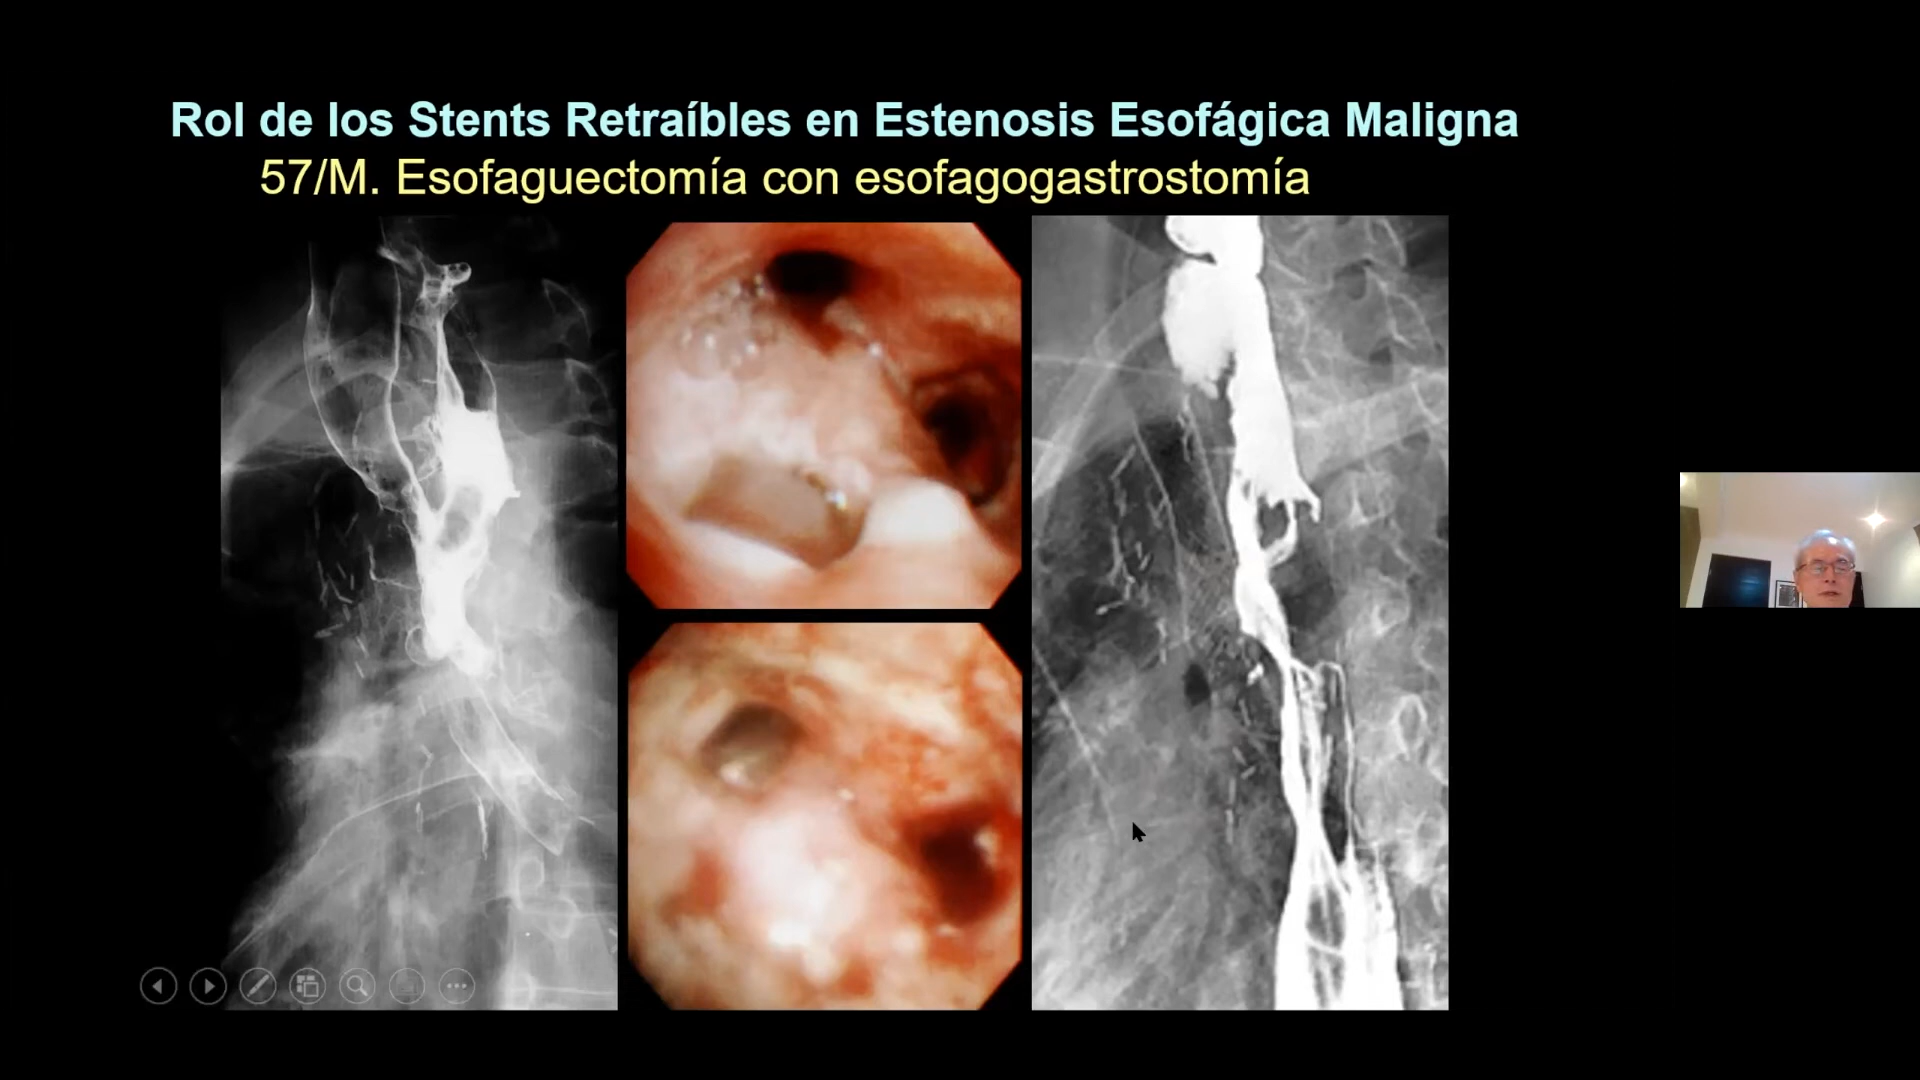 Rol de los Stents Retraíbles en Estenosis Esofágica Maligna
57/M. Esofaguectomía con esofagogastrostomía